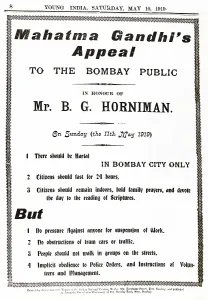 8 YOUNG INDIA, SATURDAY, MAY 10, 1919
Mahatma Gandhi's
Appeal
TO THE BOMBAY PUBLIC
IN HONOUR OF
Mr. B. G. HORNIMAN.
On Sunday (the 11th May 1919)
1 There should be Hartal
IN BOMBAY CITY ONLY
2 Citizens should fast for 24 hours.
3 Citizens should remain indoors, hold family prayers, and devote
the day to the reading of Scriptures.
But
1 No pressure against anyone for suspension of Work.
2 No obstructions of tram cars or traffic.
3 People should not walk in groups on the streets.
4 Implicit obedience to Police Orders, and Instructions of Volun-
teers and Management.